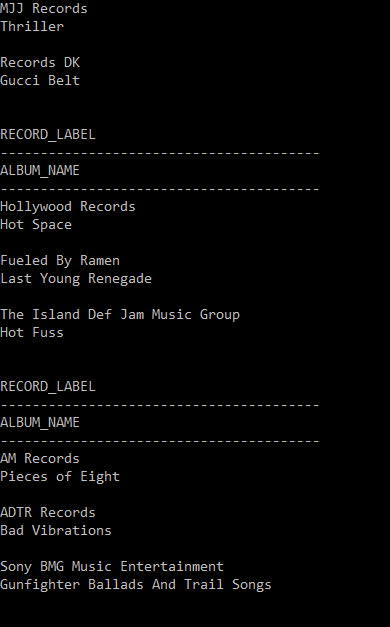 MJJ Records
Thriller
Records DK
Gucci Belt
RECORD_LABEL
----------------------------------------
ALBUM_NAME
----------------------------------------
Hollywood Records
Hot Space
Fueled By Ramen
Last Young Renegade
The Island Def Jam Music Group
Hot Fuss
RECORD_LABEL
----------------------------------------
ALBUM_NAME
----------------------------------------
AM Records
Pieces of Eight
ADTR Records
Bad Vibrations
Sony BMG Music Entertainment
Gunfighter Ballads And Trail Songs